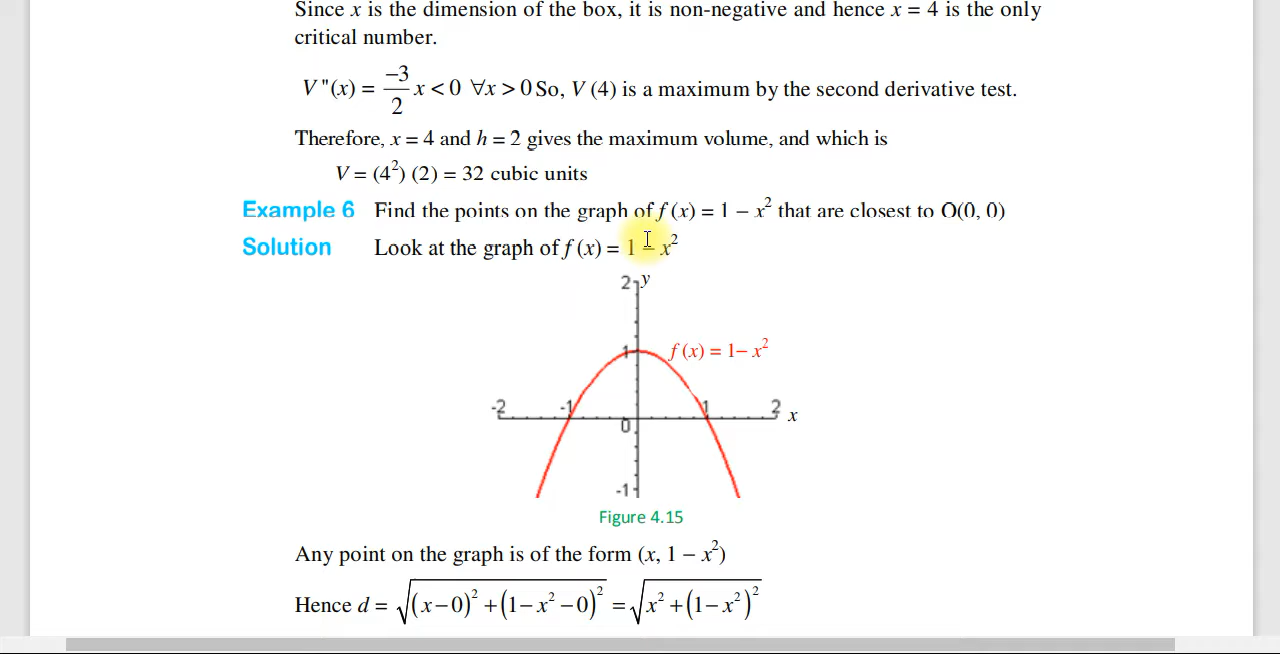 Since x is the dimension of the box, it is non-negative and hence x = 4 is the only
critical number.
V "(x) = −3/2 x < 0 ∀x > 0 So, V (4) is a maximum by the second derivative test.
Therefore, x = 4 and h = 2 gives the maximum volume, and which is
V = (4²) (2) = 32 cubic units
Example 6 Find the points on the graph of f (x) = 1 − x² that are closest to O(0, 0)
Solution Look at the graph of f (x) = 1 − x²
2 y
1 f (x) = 1− x²
-2 -1 1 2 x
0
-1
Figure 4.15
Any point on the graph is of the form (x, 1 − x²)
Hence d = √((x−0)² + (1−x² −0)²) = √(x² + (1−x²)²)